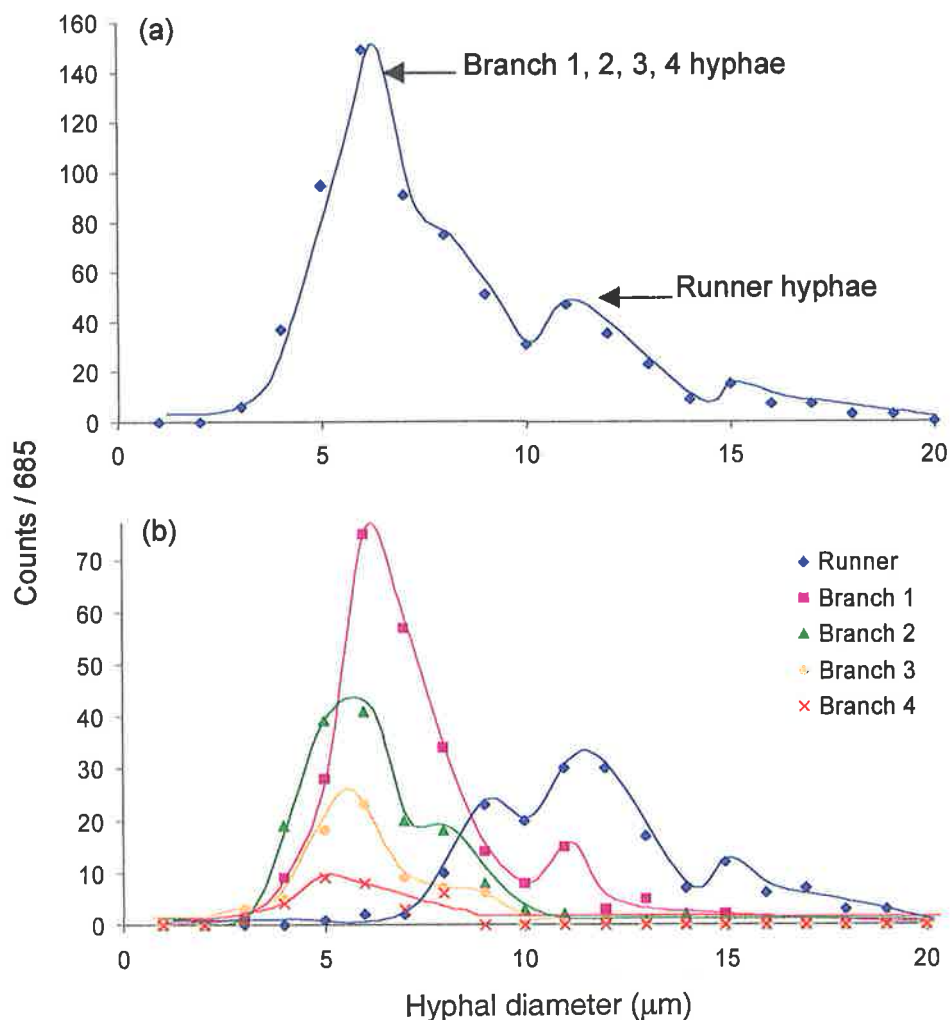 (a)
160
140
120
100
80
60
40
20
0
Branch 1, 2, 3, 4 hyphae
Runner hyphae
0 5 10 15 20
Counts / 685
(b)
70
60
50
40
30
20
10
0
Runner
Branch 1
Branch 2
Branch 3
Branch 4
0 5 10 15 20
Hyphal diameter (μm)